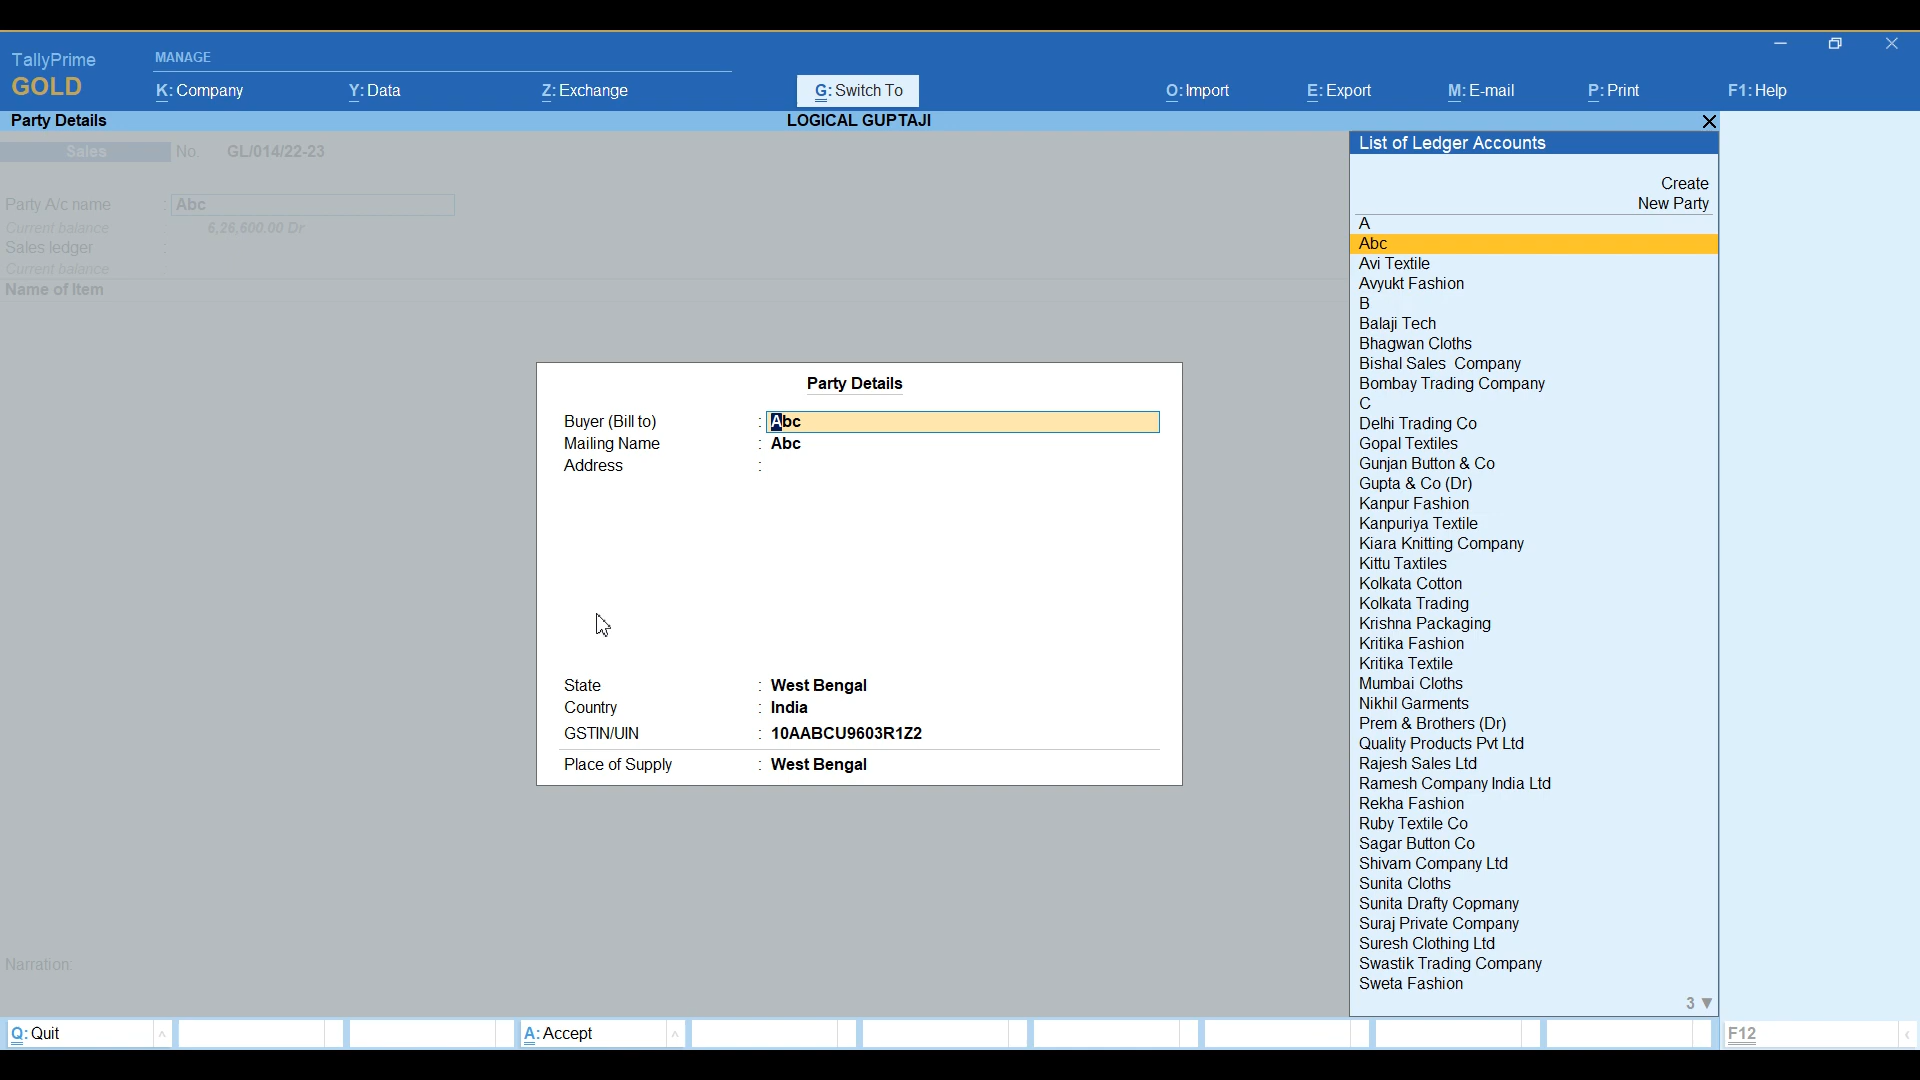 TallyPrime
GOLD
MANAGE
K: Company
Y: Data
Z: Exchange
G: Switch To
O: Import
E: Export
M: E-mail
P: Print
F1: Help
Party Details
LOGICAL GUPTAJI
Sales
No.
GL/014/22-23
Party A/c name : Abc
Current balance 6,26,600.00 Dr
Sales ledger :
Current balance
Name of Item
Party Details
Buyer (Bill to) : Abc
Mailing Name : Abc
Address :
State : West Bengal
Country : India
GSTIN/UIN : 10AABCU9603R1Z2
Place of Supply : West Bengal
Narration:
List of Ledger Accounts
Create
New Party
A
Abc
Avi Textile
Avyukt Fashion
B
Balaji Tech
Bhagwan Cloths
Bishal Sales  Company
Bombay Trading Company
C
Delhi Trading Co
Gopal Textiles
Gunjan Button & Co
Gupta & Co (Dr)
Kanpur Fashion
Kanpuriya Textile
Kiara Knitting Company
Kittu Taxtiles
Kolkata Cotton
Kolkata Trading
Krishna Packaging
Kritika Fashion
Kritika Textile
Mumbai Cloths
Nikhil Garments
Prem & Brothers (Dr)
Quality Products Pvt Ltd
Rajesh Sales Ltd
Ramesh Company India Ltd
Rekha Fashion
Ruby Textile Co
Sagar Button Co
Shivam Company Ltd
Sunita Cloths
Sunita Drafty Copmany
Suraj Private Company
Suresh Clothing Ltd
Swastik Trading Company
Sweta Fashion
3 ▼
Q: Quit
A: Accept
F12